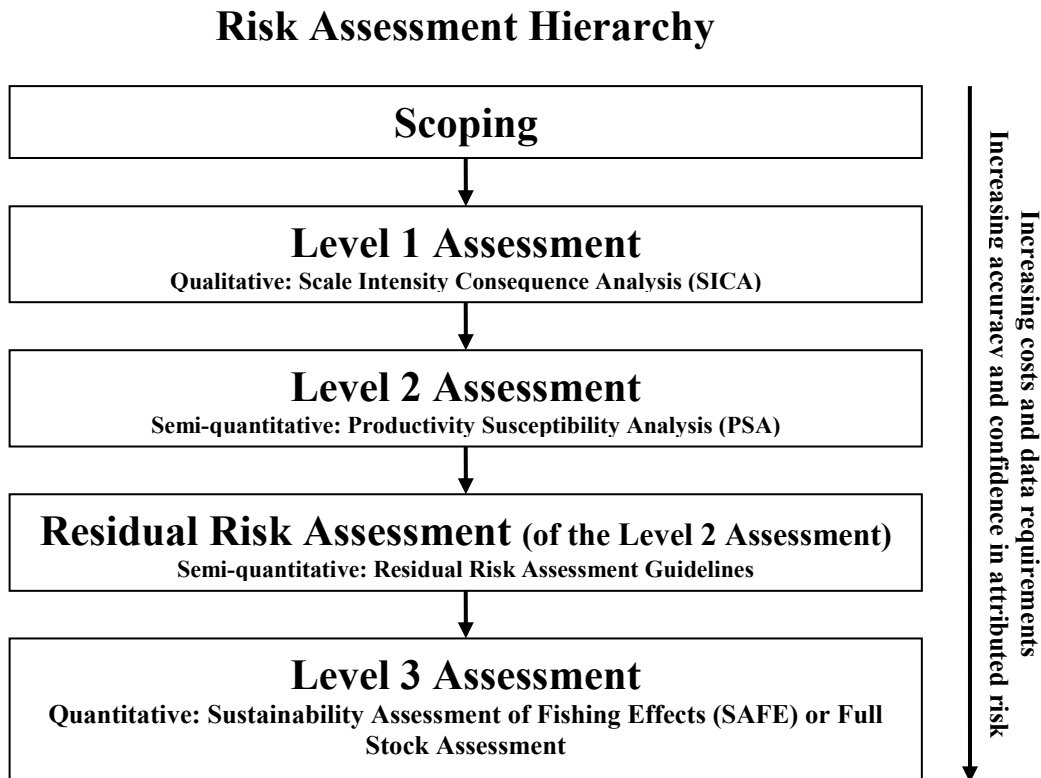 Risk Assessment Hierarchy
Scoping
Level 1 Assessment
Qualitative: Scale Intensity Consequence Analysis (SICA)
Level 2 Assessment
Semi-quantitative: Productivity Susceptibility Analysis (PSA)
Residual Risk Assessment (of the Level 2 Assessment)
Semi-quantitative: Residual Risk Assessment Guidelines
Level 3 Assessment
Quantitative: Sustainability Assessment of Fishing Effects (SAFE) or Full
Stock Assessment
Increasing costs and data requirements
Increasing accuracy and confidence in attributed risk